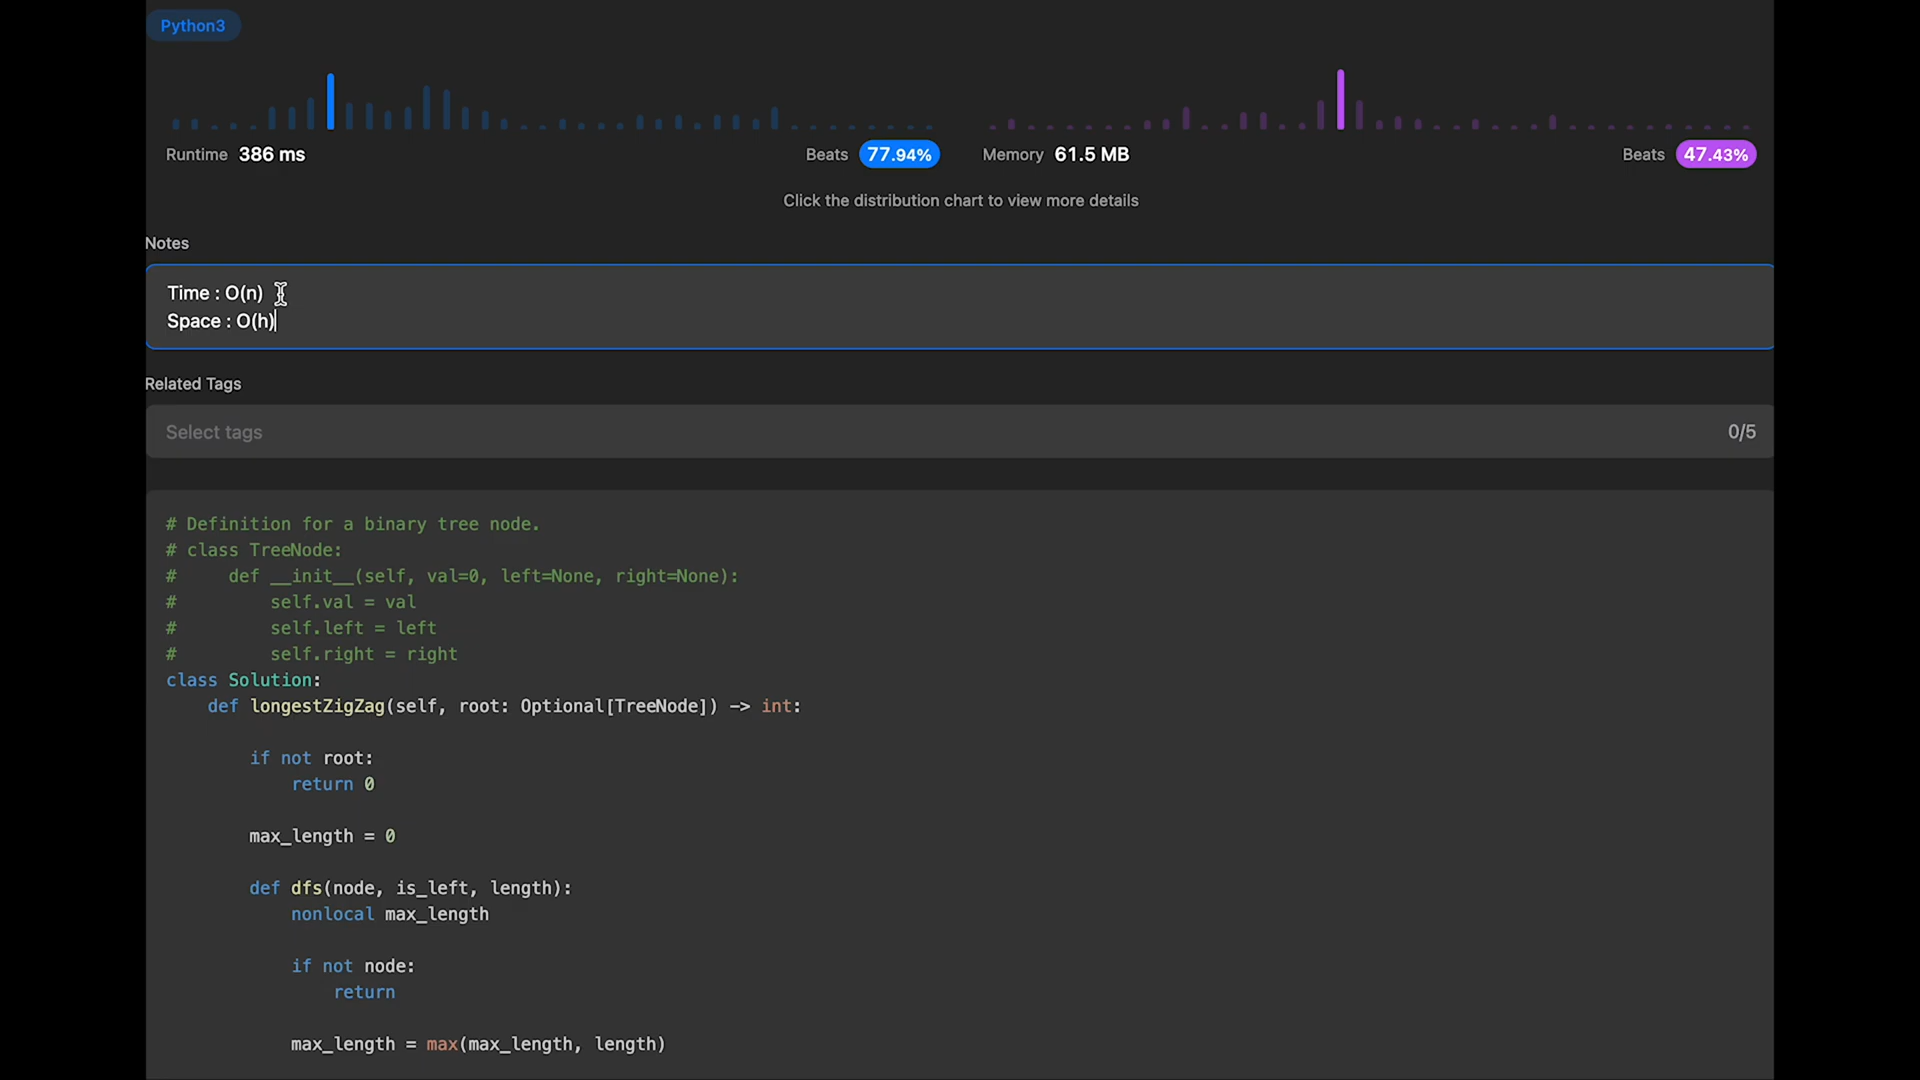 Python3
Runtime 386 ms Beats 77.94% Memory 61.5 MB Beats 47.43%
Click the distribution chart to view more details
Notes
Time : O(n)
Space : O(h)
Related Tags
Select tags 0/5
# Definition for a binary tree node.
# class TreeNode:
#     def __init__(self, val=0, left=None, right=None):
#         self.val = val
#         self.left = left
#         self.right = right
class Solution:
    def longestZigZag(self, root: Optional[TreeNode]) -> int:
        if not root:
            return 0
        max_length = 0
        def dfs(node, is_left, length):
            nonlocal max_length
            if not node:
                return
            max_length = max(max_length, length)